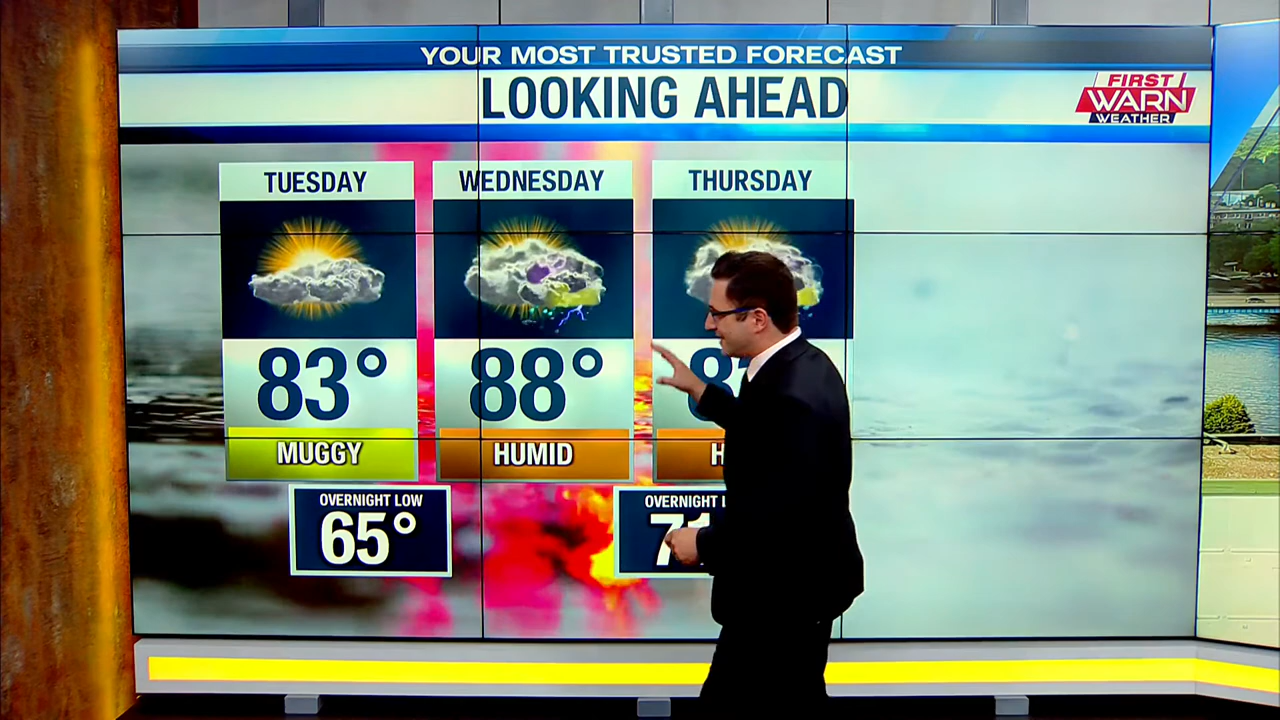 YOUR MOST TRUSTED FORECAST
LOOKING AHEAD
FIRST
WARN
WEATHER
TUESDAY
WEDNESDAY
THURSDAY
83°
88°
MUGGY
HUMID
OVERNIGHT LOW
65°
OVERNIGHT